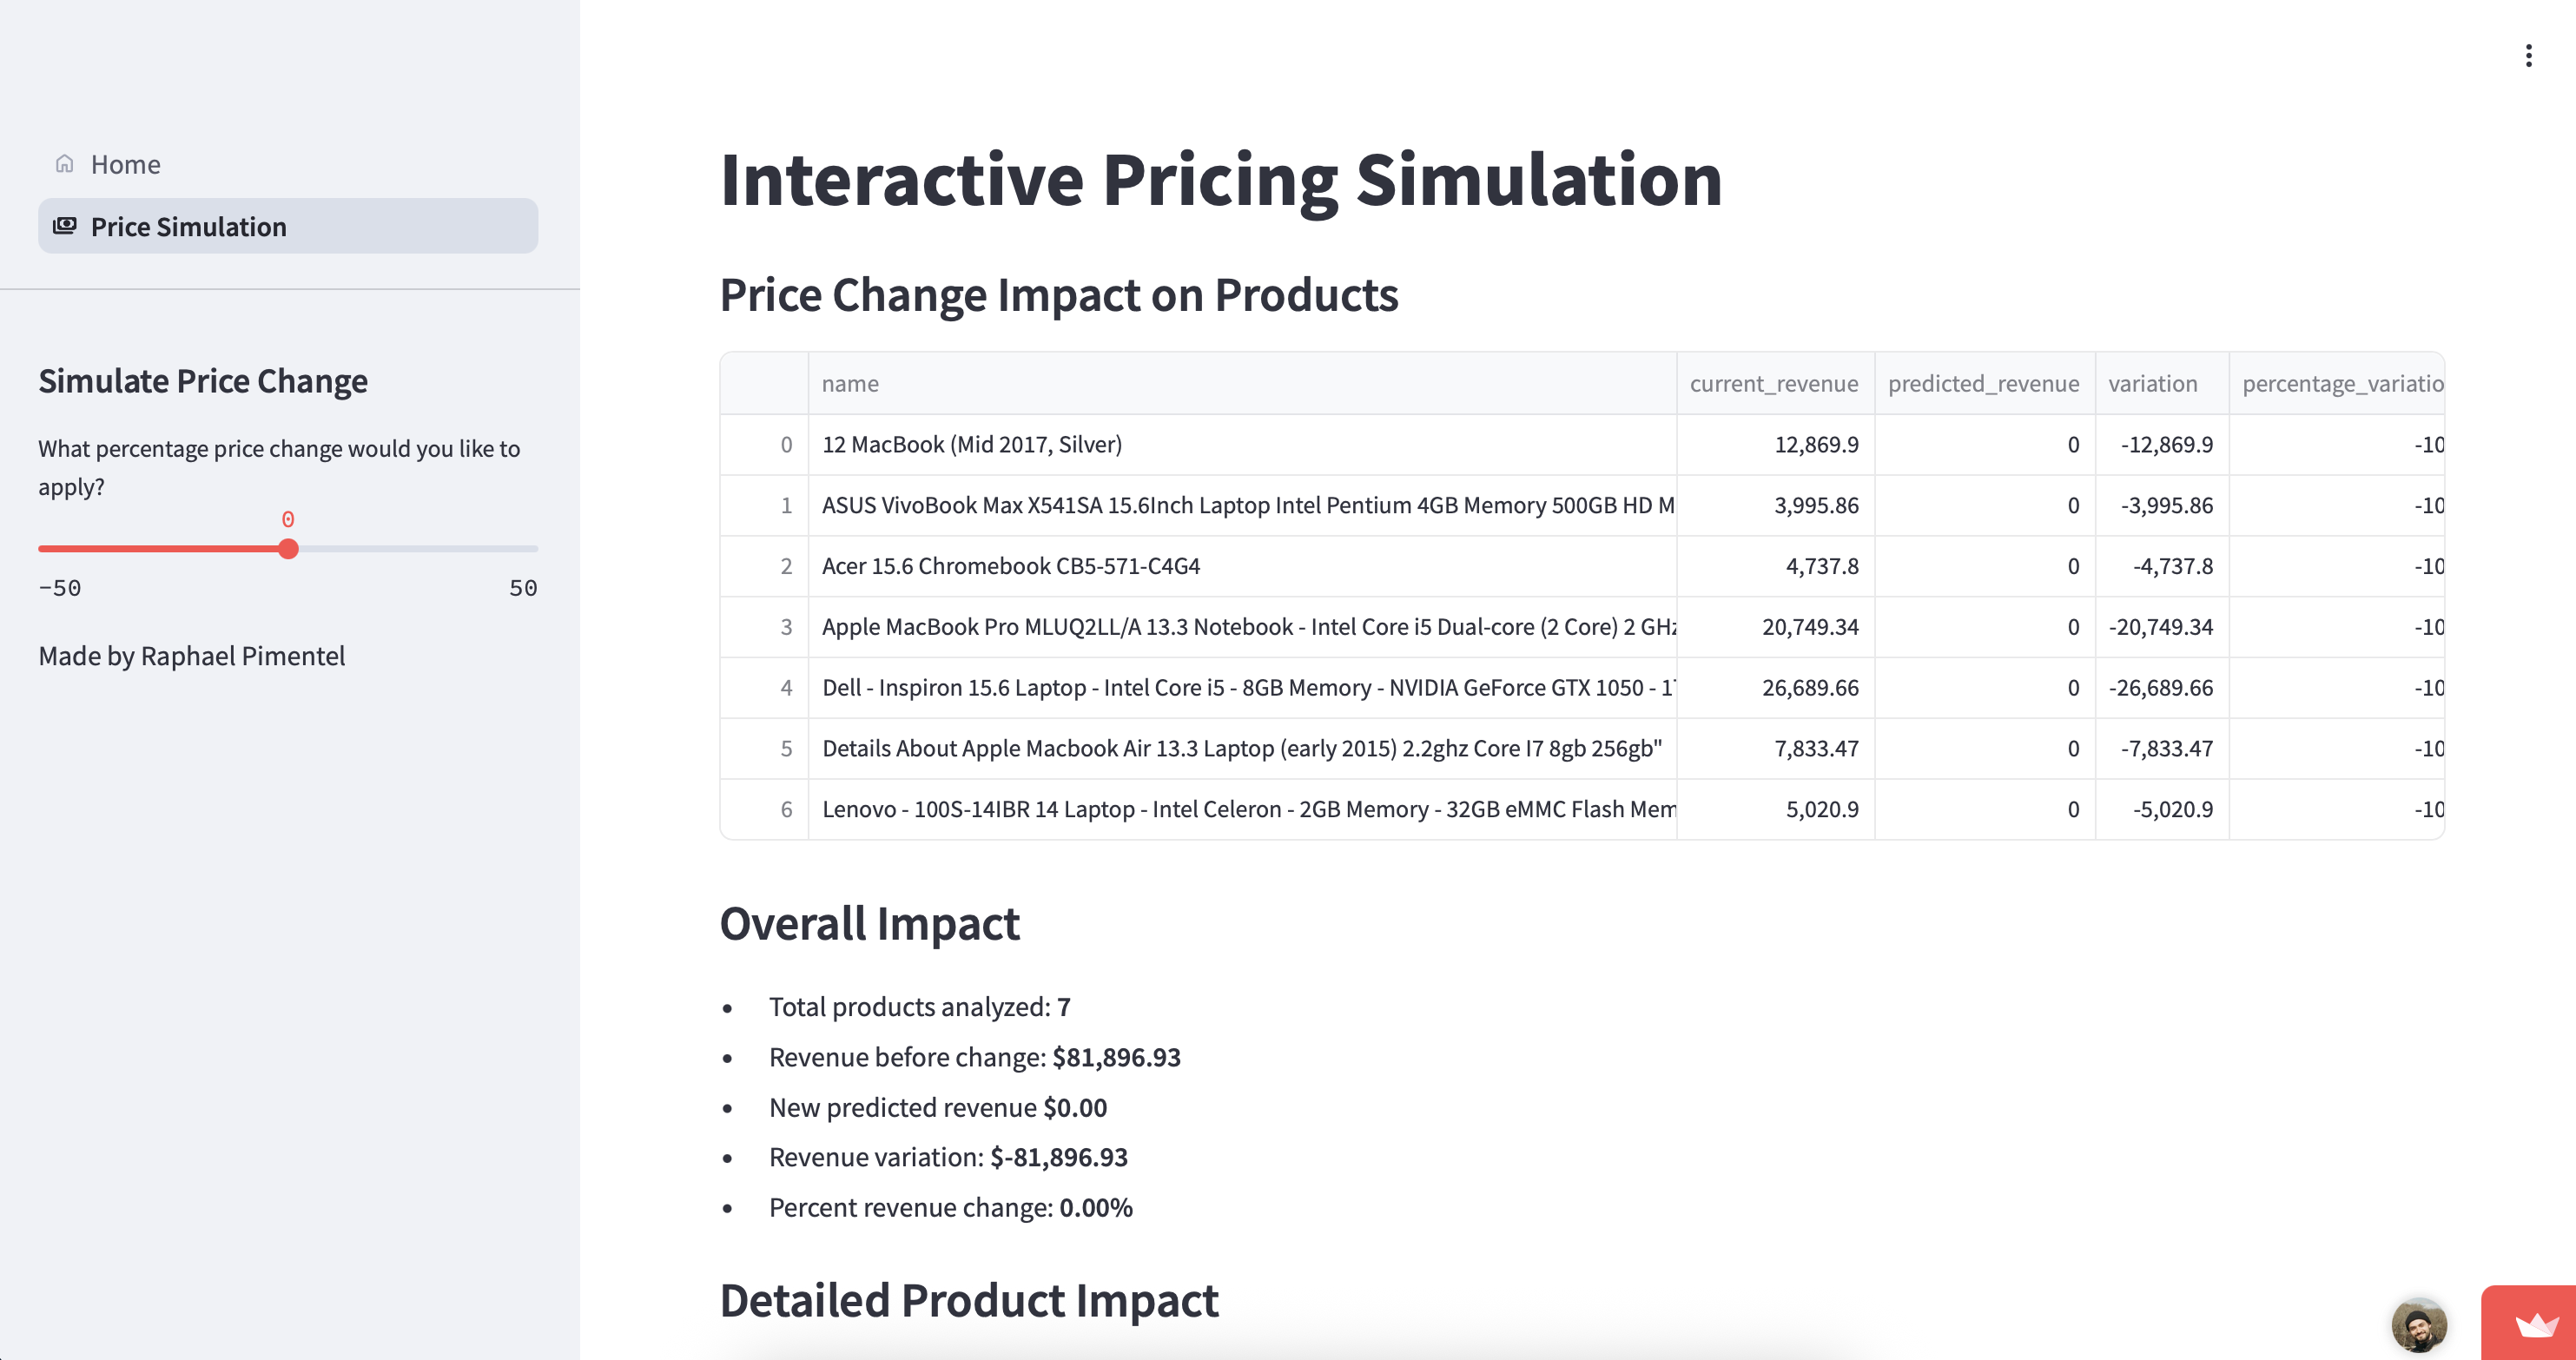 Home
Price Simulation
Simulate Price Change
What percentage price change would you like to
apply?
0
-50 50
Made by Raphael Pimentel
Interactive Pricing Simulation
Price Change Impact on Products
name current_revenue predicted_revenue variation percentage_variatio
0 12 MacBook (Mid 2017, Silver) 12,869.9 0 -12,869.9 -10
1 ASUS VivoBook Max X541SA 15.6Inch Laptop Intel Pentium 4GB Memory 500GB HD M 3,995.86 0 -3,995.86 -10
2 Acer 15.6 Chromebook CB5-571-C4G4 4,737.8 0 -4,737.8 -10
3 Apple MacBook Pro MLUQ2LL/A 13.3 Notebook - Intel Core i5 Dual-core (2 Core) 2 GHz 20,749.34 0 -20,749.34 -10
4 Dell - Inspiron 15.6 Laptop - Intel Core i5 - 8GB Memory - NVIDIA GeForce GTX 1050 - 1 26,689.66 0 -26,689.66 -10
5 Details About Apple Macbook Air 13.3 Laptop (early 2015) 2.2ghz Core I7 8gb 256gb" 7,833.47 0 -7,833.47 -10
6 Lenovo - 100S-14IBR 14 Laptop - Intel Celeron - 2GB Memory - 32GB eMMC Flash Mem 5,020.9 0 -5,020.9 -10
Overall Impact
• Total products analyzed: 7
• Revenue before change: $81,896.93
• New predicted revenue $0.00
• Revenue variation: $-81,896.93
• Percent revenue change: 0.00%
Detailed Product Impact